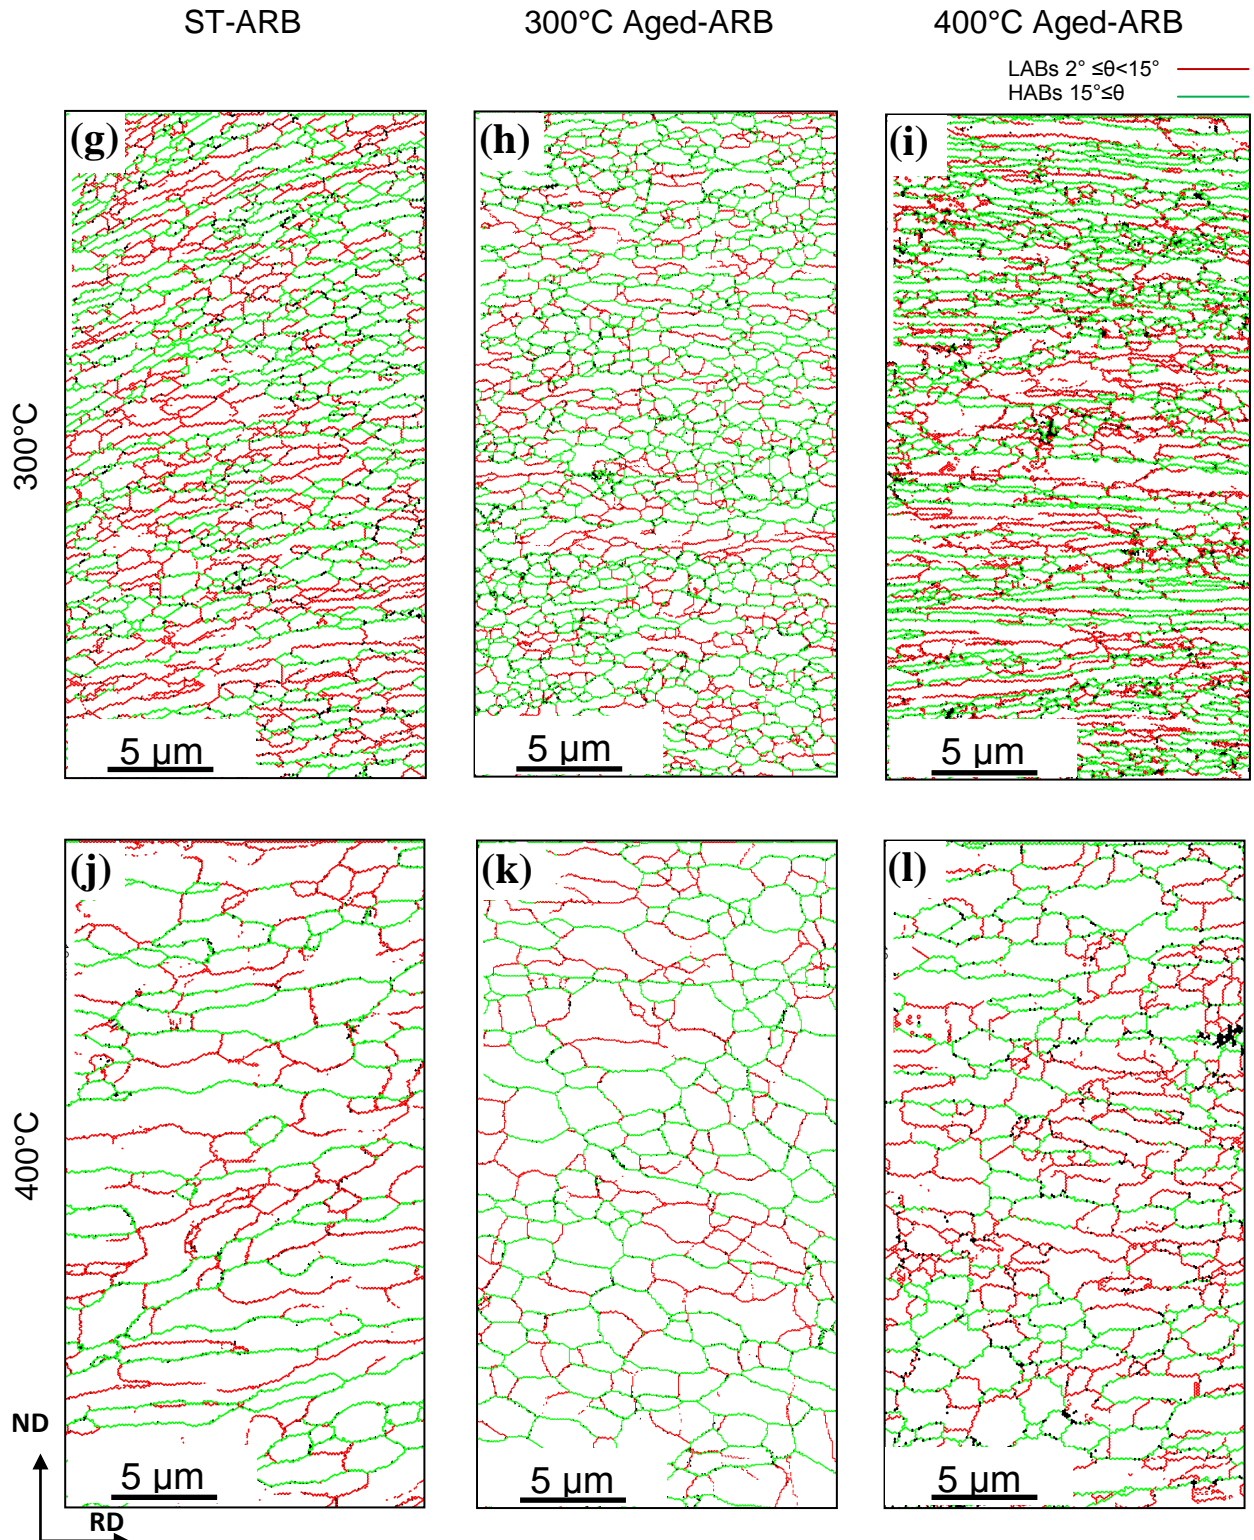 ST-ARB
300°C Aged-ARB
400°C Aged-ARB
LABs 2° ≤θ<15°
HABs 15°≤θ
(g)
(h)
(i)
300°C
5 µm
5 µm
5 µm
(j)
(k)
(l)
400°C
5 µm
5 µm
5 µm
ND
RD